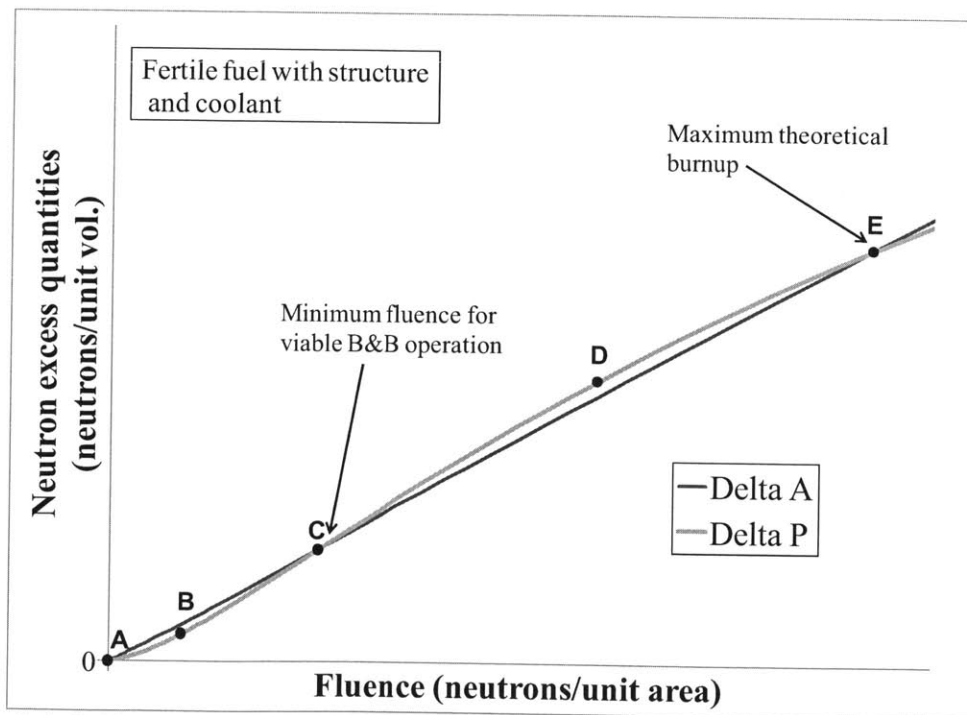 Fertile fuel with structure
and coolant
Maximum theoretical
burnup
E
Minimum fluence for
viable B&B operation
D
C
B
A
0
Delta A
Delta P
Neutron excess quantities
(neutrons/unit vol.)
Fluence (neutrons/unit area)